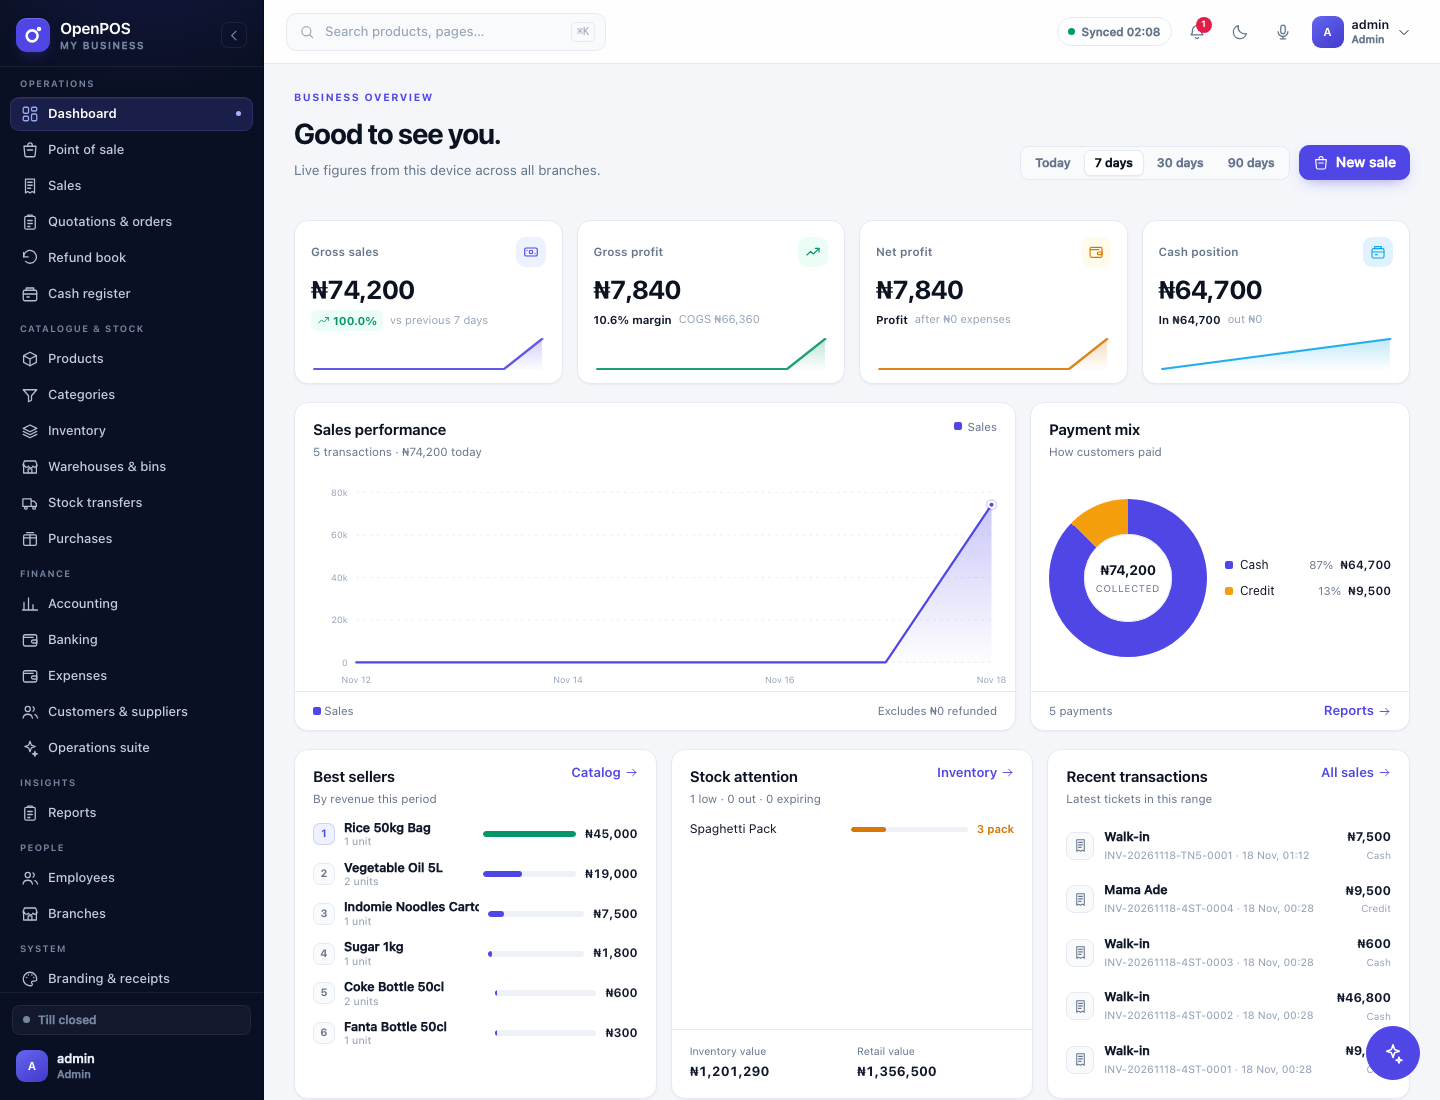 OpenPOS
MY BUSINESS
OPERATIONS
Dashboard
Point of sale
Sales
Quotations & orders
Refund book
Cash register
CATALOGUE & STOCK
Products
Categories
Inventory
Warehouses & bins
Stock transfers
Purchases
FINANCE
Accounting
Banking
Expenses
Customers & suppliers
Operations suite
INSIGHTS
Reports
PEOPLE
Employees
Branches
SYSTEM
Branding & receipts
Till closed
A
admin
Admin
Search products, pages...
⌘K
Synced 02:08
1
A
admin
Admin
BUSINESS OVERVIEW
Good to see you.
Live figures from this device across all branches.
Today 7 days 30 days 90 days
New sale
Gross sales
₦74,200
100.0% vs previous 7 days
Gross profit
₦7,840
10.6% margin COGS ₦66,360
Net profit
₦7,840
Profit after ₦0 expenses
Cash position
₦64,700
In ₦64,700 out ₦0
Sales performance
5 transactions · ₦74,200 today
Sales
80k
60k
40k
20k
0
Nov 12 Nov 14 Nov 16 Nov 18
Sales
Excludes ₦0 refunded
Payment mix
How customers paid
₦74,200
COLLECTED
Cash 87% ₦64,700
Credit 13% ₦9,500
5 payments
Reports →
Best sellers
Catalog →
By revenue this period
1 Rice 50kg Bag ₦45,000
1 unit
2 Vegetable Oil 5L ₦19,000
2 units
3 Indomie Noodles Cart ₦7,500
1 unit
4 Sugar 1kg ₦1,800
1 unit
5 Coke Bottle 50cl ₦600
2 units
6 Fanta Bottle 50cl ₦300
1 unit
Stock attention
Inventory →
1 low · 0 out · 0 expiring
Spaghetti Pack 3 pack
Inventory value
₦1,201,290
Retail value
₦1,356,500
Recent transactions
All sales →
Latest tickets in this range
Walk-in ₦7,500
INV-20261118-TN5-0001 · 18 Nov, 01:12 Cash
Mama Ade ₦9,500
INV-20261118-4ST-0004 · 18 Nov, 00:28 Credit
Walk-in ₦600
INV-20261118-4ST-0003 · 18 Nov, 00:28 Cash
Walk-in ₦46,800
INV-20261118-4ST-0002 · 18 Nov, 00:28 Cash
Walk-in ₦9,
INV-20261118-4ST-0001 · 18 Nov, 00:28